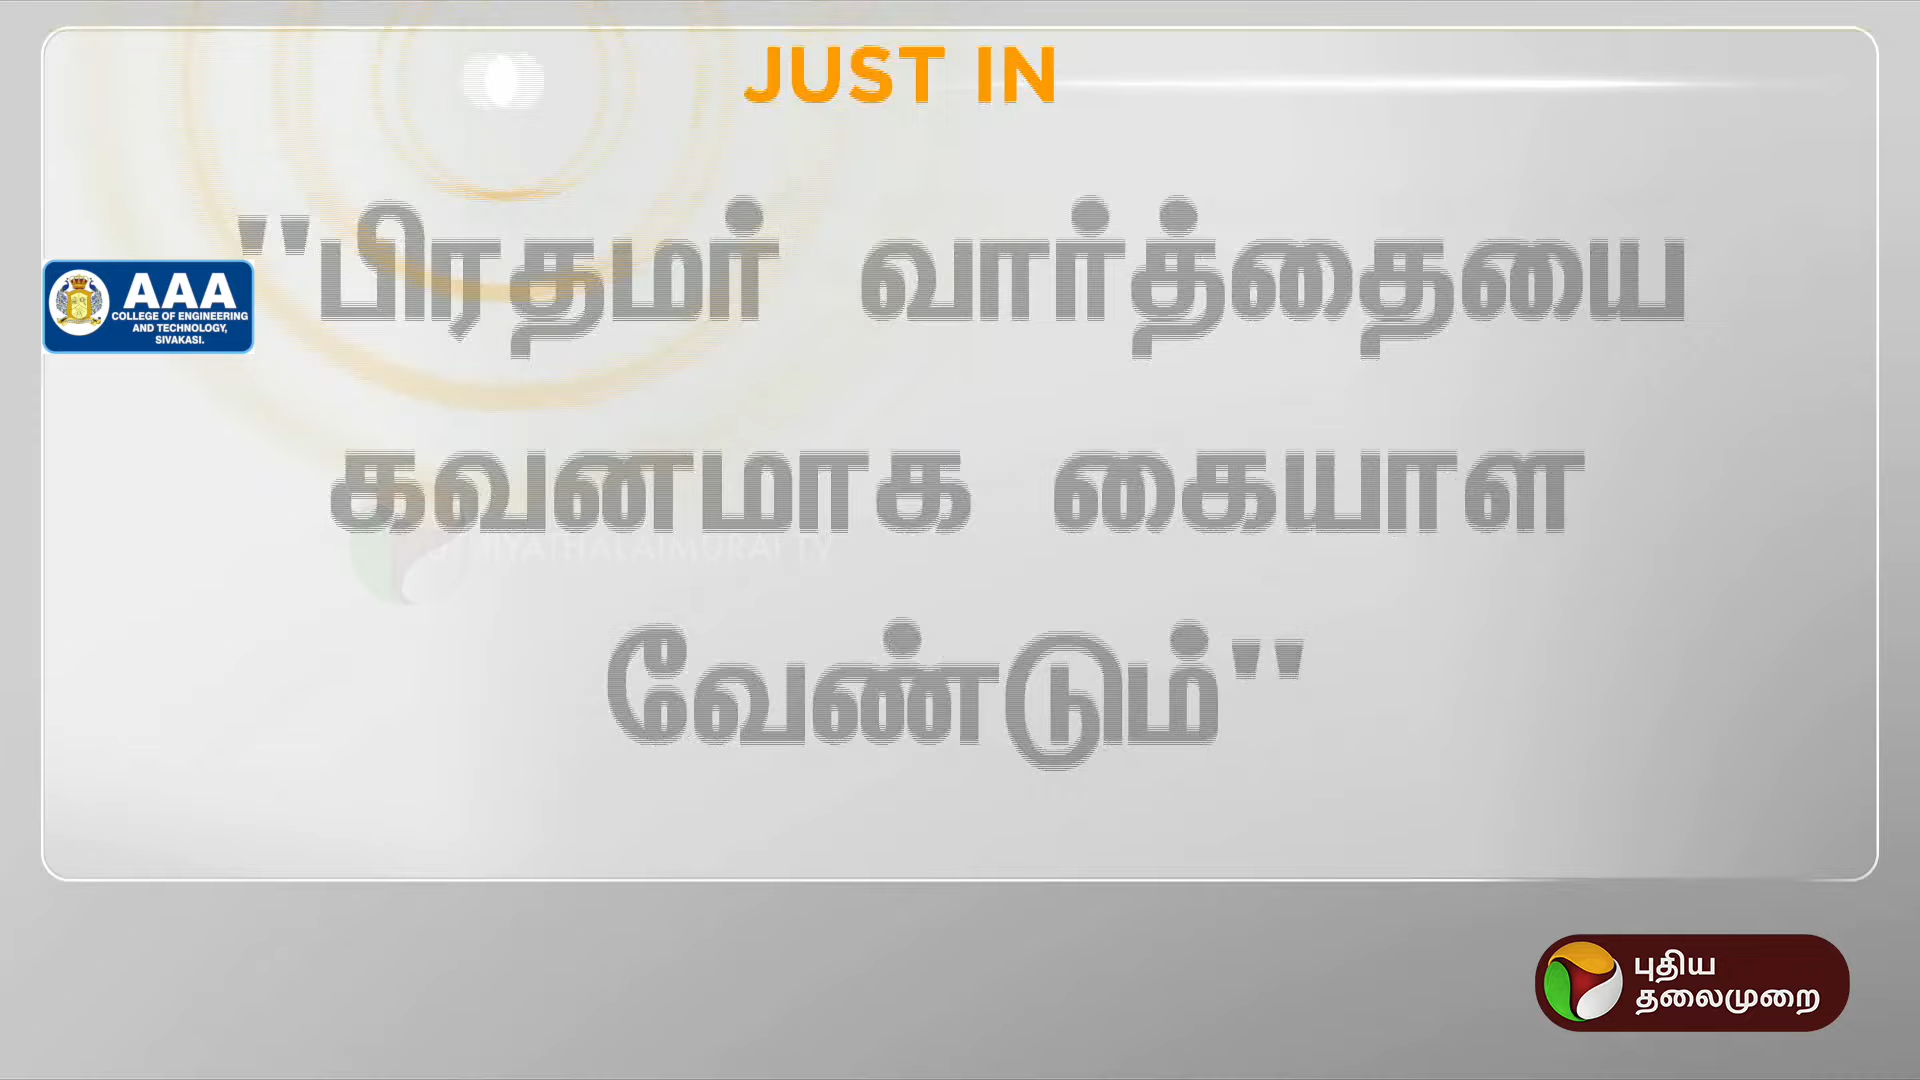 JUST IN
"பிரதமர் வார்த்தையை
AAA
COLLEGE OF ENGINEERING
AND TECHNOLOGY,
SIVAKASI.
கவனமாக கையாள
வேண்டும்"
புதிய
தலைமுறை